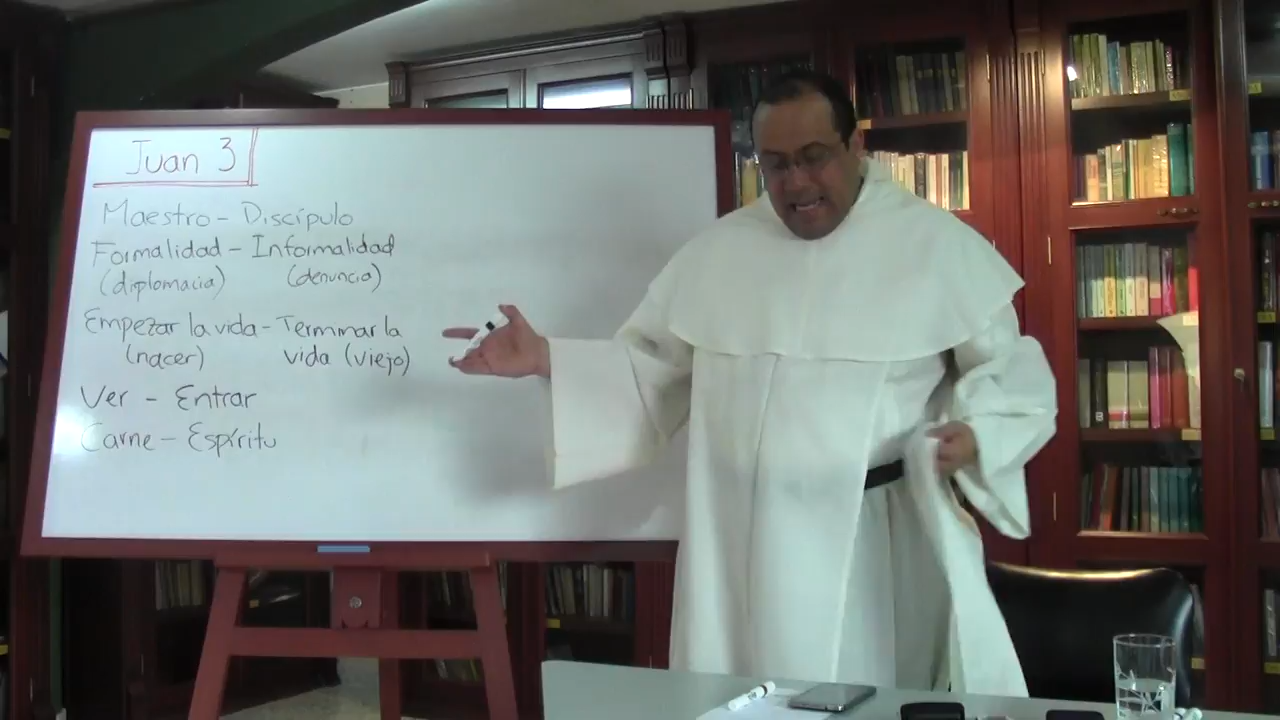 Juan 3
Maestro - Discípulo
Formalidad - Informalidad
(diplomacia) (denuncia)
Empezar la vida - Terminar la
(nacer) vida (viejo)
Ver - Entrar
Carne - Espíritu